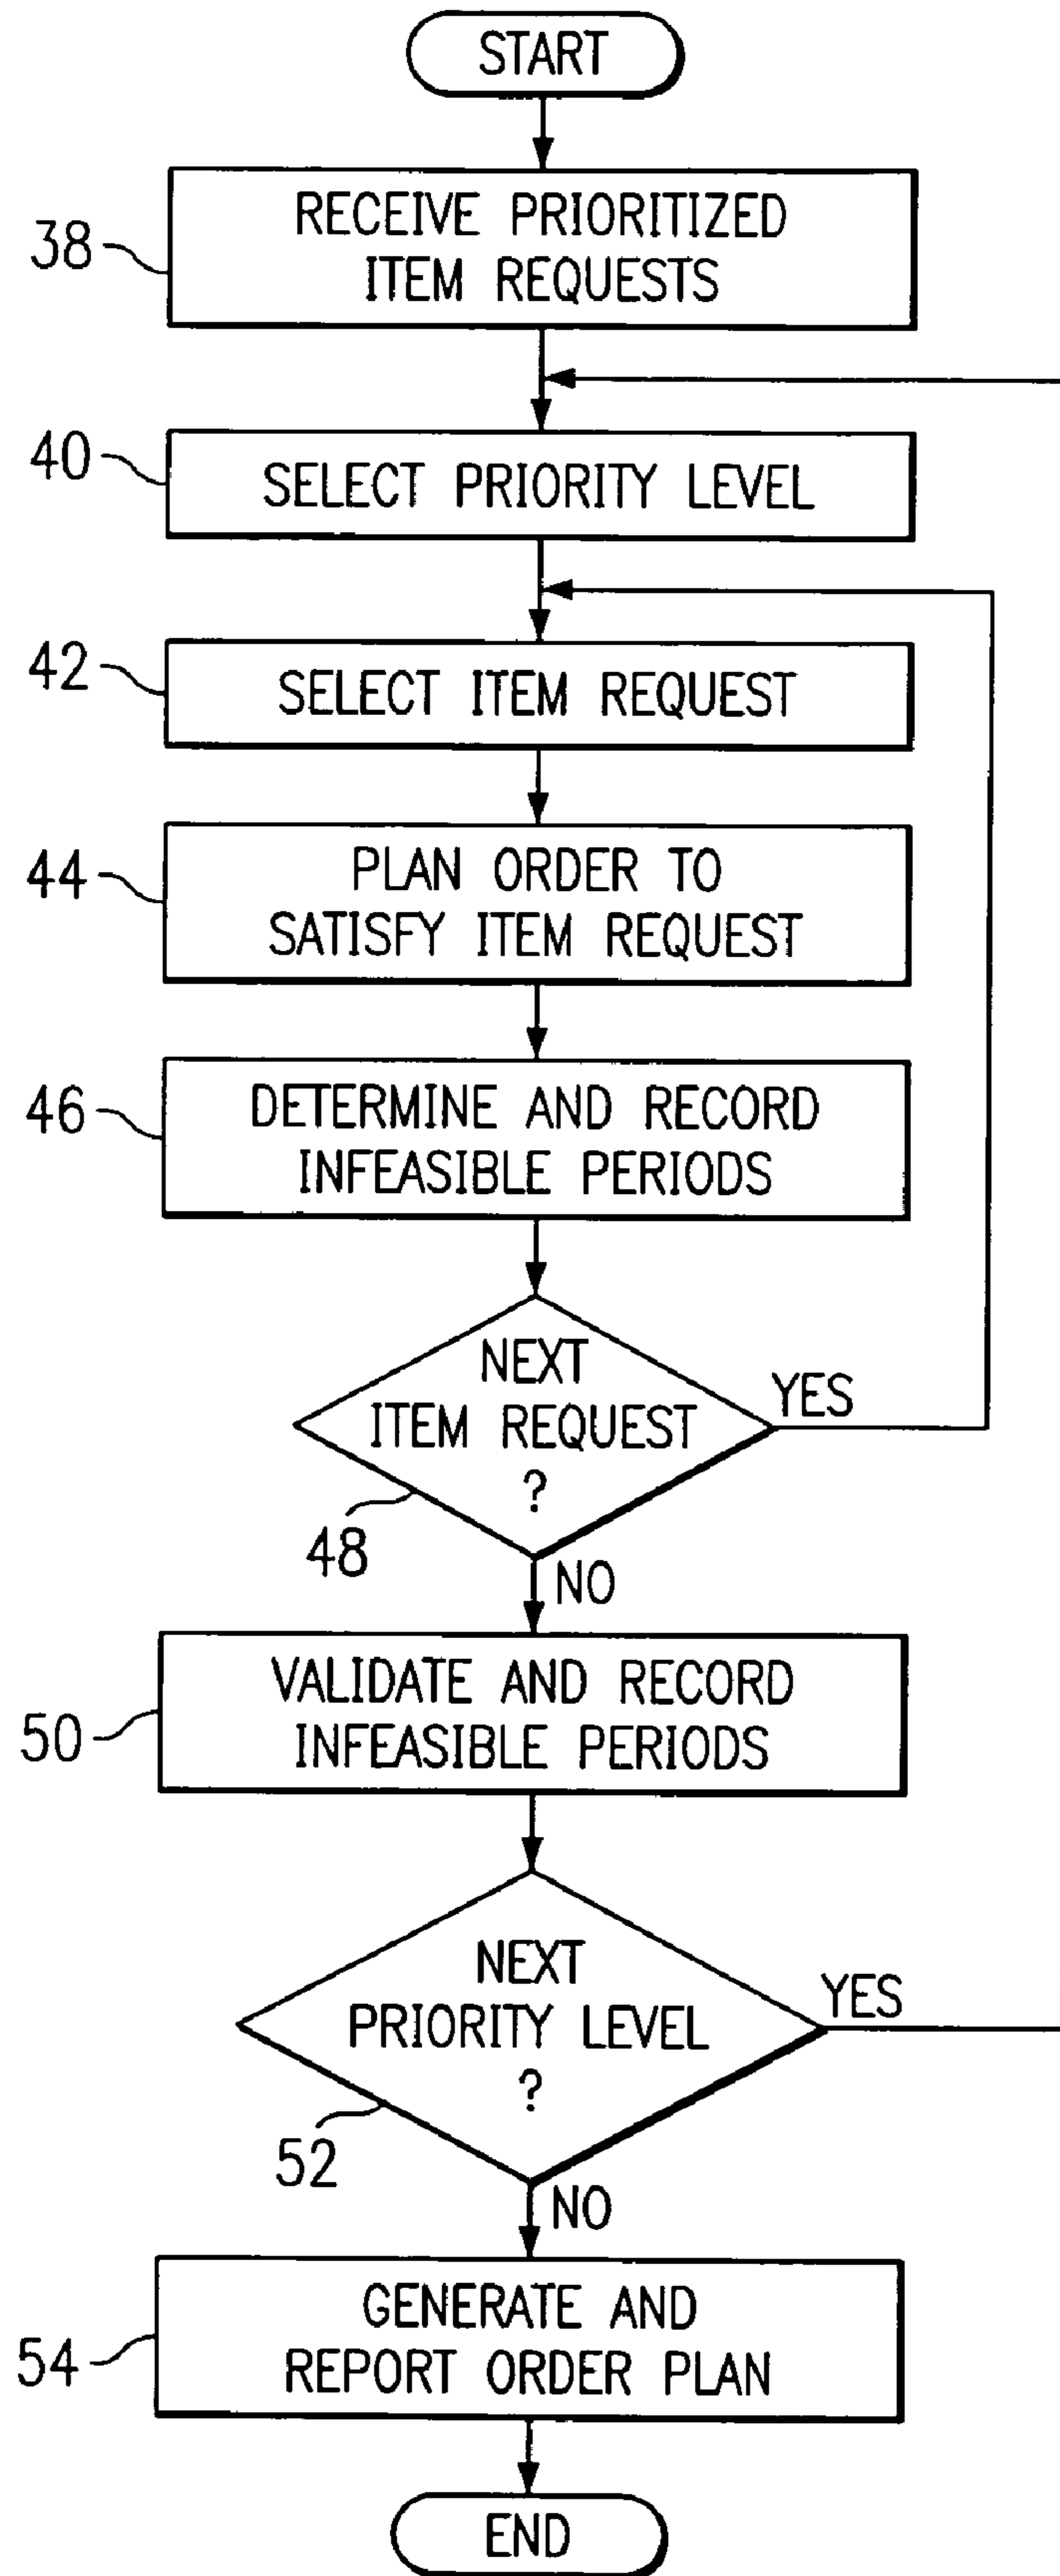 START
RECEIVE PRIORITIZED
ITEM REQUESTS
38
40
SELECT PRIORITY LEVEL
42
SELECT ITEM REQUEST
44
PLAN ORDER TO
SATISFY ITEM REQUEST
46
DETERMINE AND RECORD
INFEASIBLE PERIODS
NEXT
ITEM REQUEST
?
YES
48
NO
VALIDATE AND RECORD
INFEASIBLE PERIODS
50
NEXT
PRIORITY LEVEL
?
YES
52
NO
GENERATE AND
REPORT ORDER PLAN
54
END